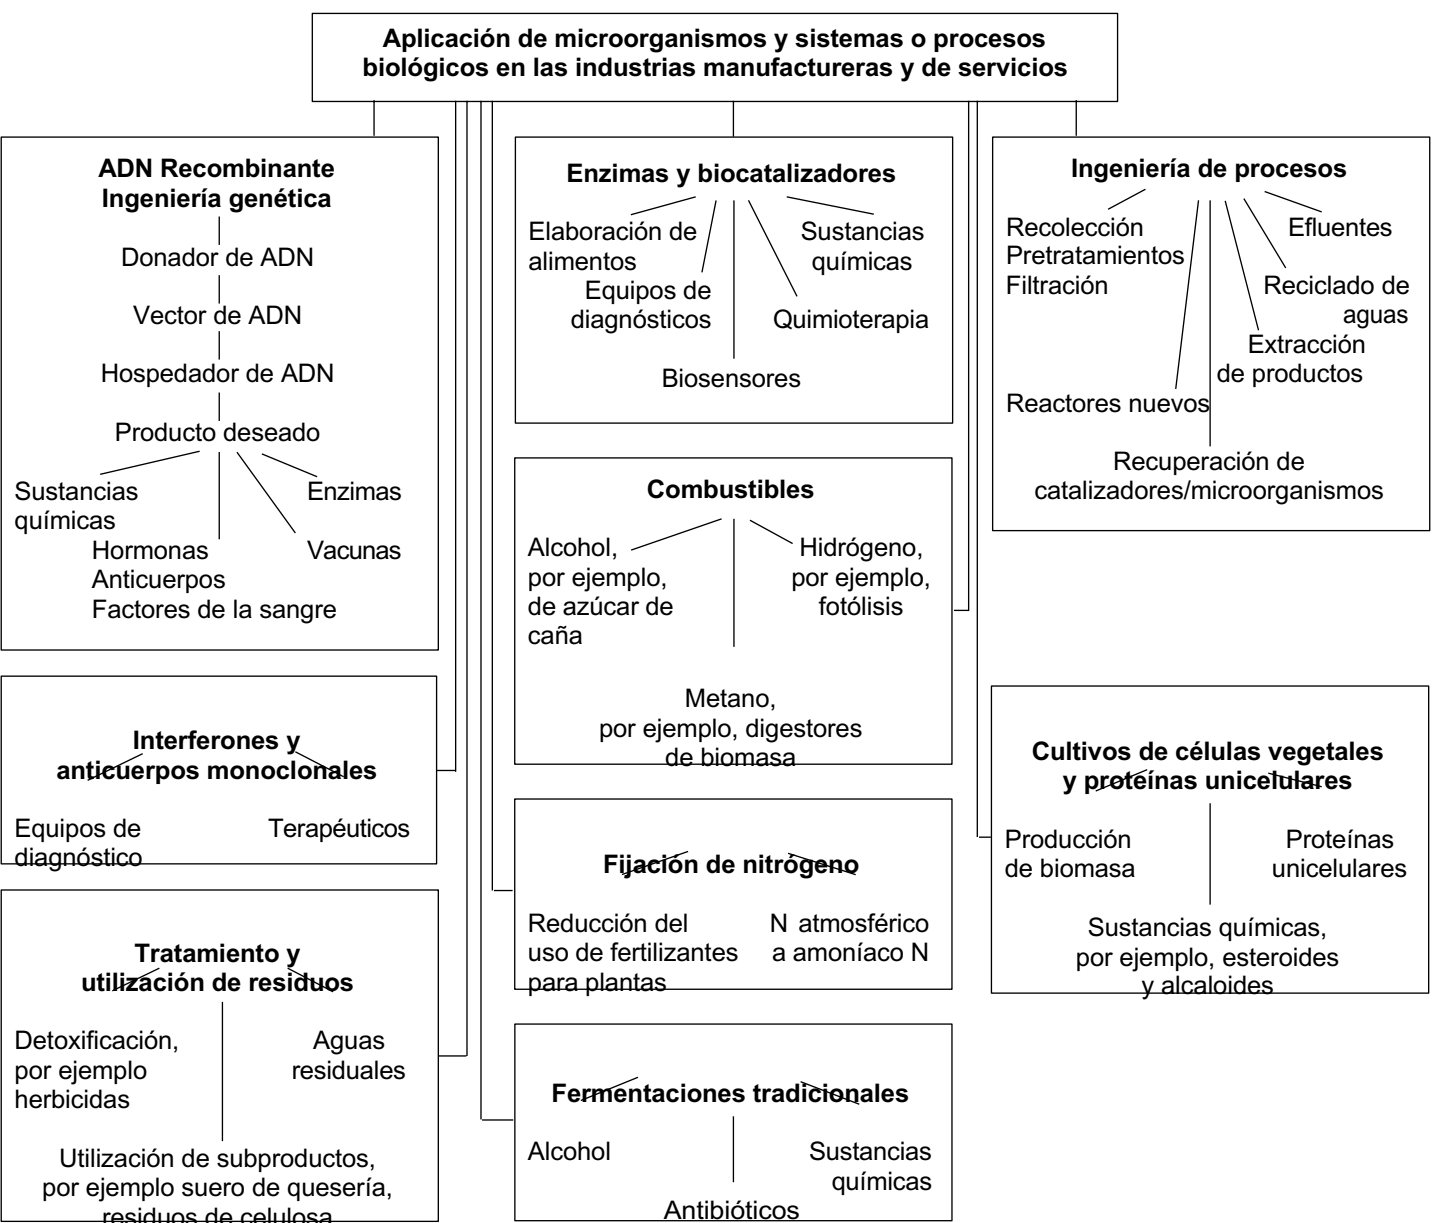 Aplicación de microorganismos y sistemas o procesos
biológicos en las industrias manufactureras y de servicios
ADN Recombinante
Ingeniería genética
Donador de ADN
Vector de ADN
Hospedador de ADN
Producto deseado
Sustancias
químicas
Enzimas
Hormonas
Anticuerpos
Factores de la sangre
Vacunas
Interferones y
anticuerpos monoclonales
Equipos de
diagnóstico
Terapéuticos
Tratamiento y
utilización de residuos
Detoxificación,
por ejemplo
herbicidas
Aguas
residuales
Utilización de subproductos,
por ejemplo suero de quesería,
residuos de celulosa
Enzimas y biocatalizadores
Elaboración de
alimentos
Sustancias
químicas
Equipos de
diagnósticos
Quimioterapia
Biosensores
Combustibles
Alcohol,
por ejemplo,
de azúcar de
caña
Hidrógeno,
por ejemplo,
fotólisis
Metano,
por ejemplo, digestores
de biomasa
Fijación de nitrógeno
Reducción del
uso de fertilizantes
para plantas
N atmosférico
a amoníaco N
Fermentaciones tradicionales
Alcohol
Sustancias
químicas
Antibióticos
Ingeniería de procesos
Recolección
Pretratamientos
Filtración
Efluentes
Reciclado de
aguas
Extracción
de productos
Reactores nuevos
Recuperación de
catalizadores/microorganismos
Cultivos de células vegetales
y proteínas unicelulares
Producción
de biomasa
Proteínas
unicelulares
Sustancias químicas,
por ejemplo, esteroides
y alcaloides